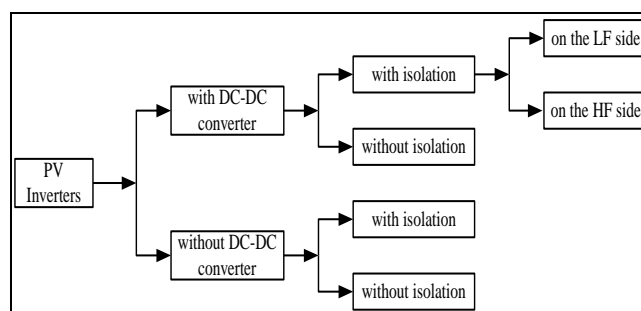 PV
Inverters
with DC-DC
converter
with isolation
on the LF side
on the HF side
without isolation
without DC-DC
converter
with isolation
without isolation